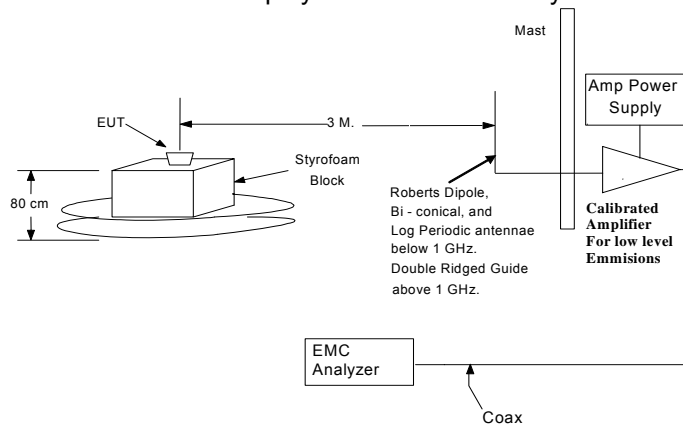 Mast
Amp Power
Supply
EUT
3 M.
Styrofoam
Block
80 cm
Roberts Dipole,
Bi - conical, and
Log Periodic antennae
below 1 GHz.
Double Ridged Guide
above 1 GHz.
Calibrated
Amplifier
For low level
Emmisions
EMC
Analyzer
Coax